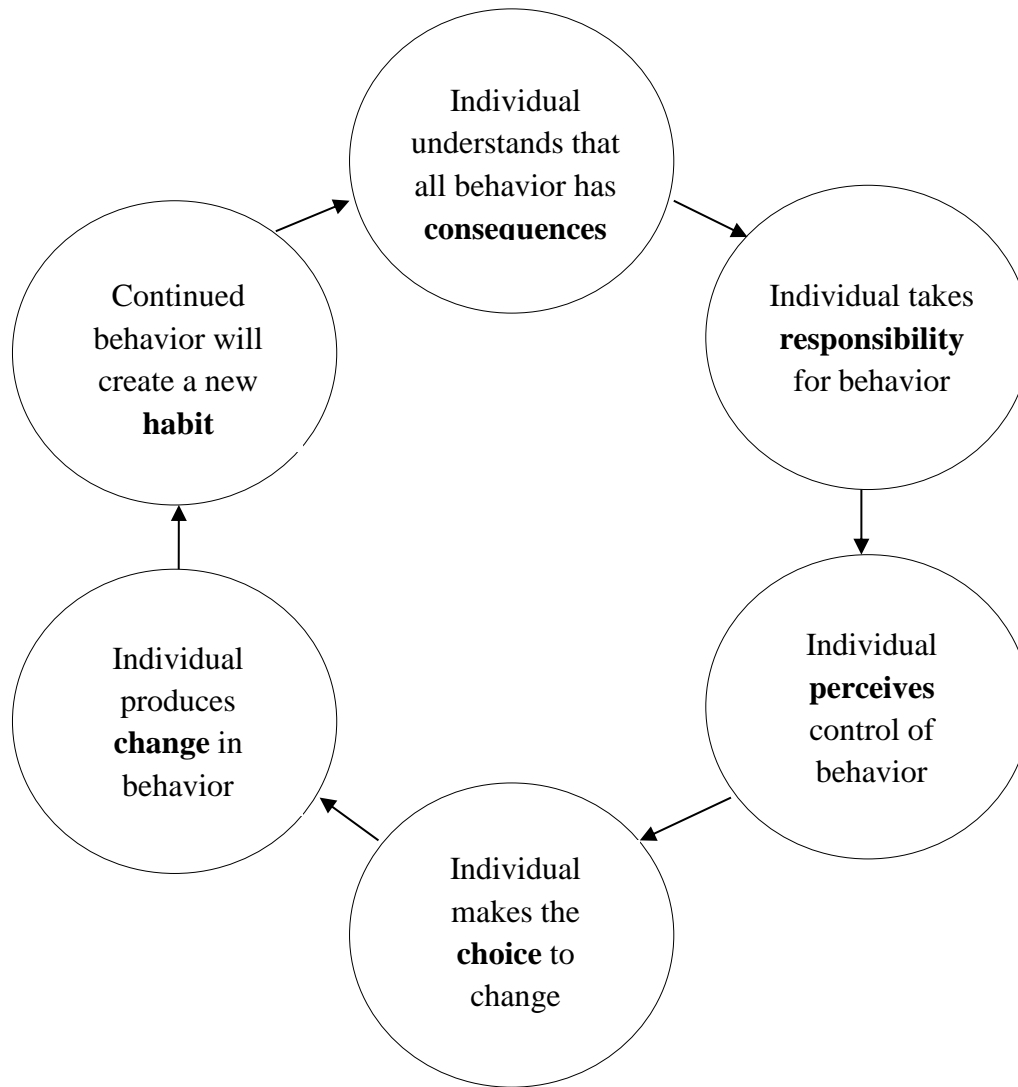 Individual
understands that
all behavior has
consequences
Individual takes
responsibility
for behavior
Individual
perceives
control of
behavior
Individual
makes the
choice to
change
Individual
produces
change in
behavior
Continued
behavior will
create a new
habit